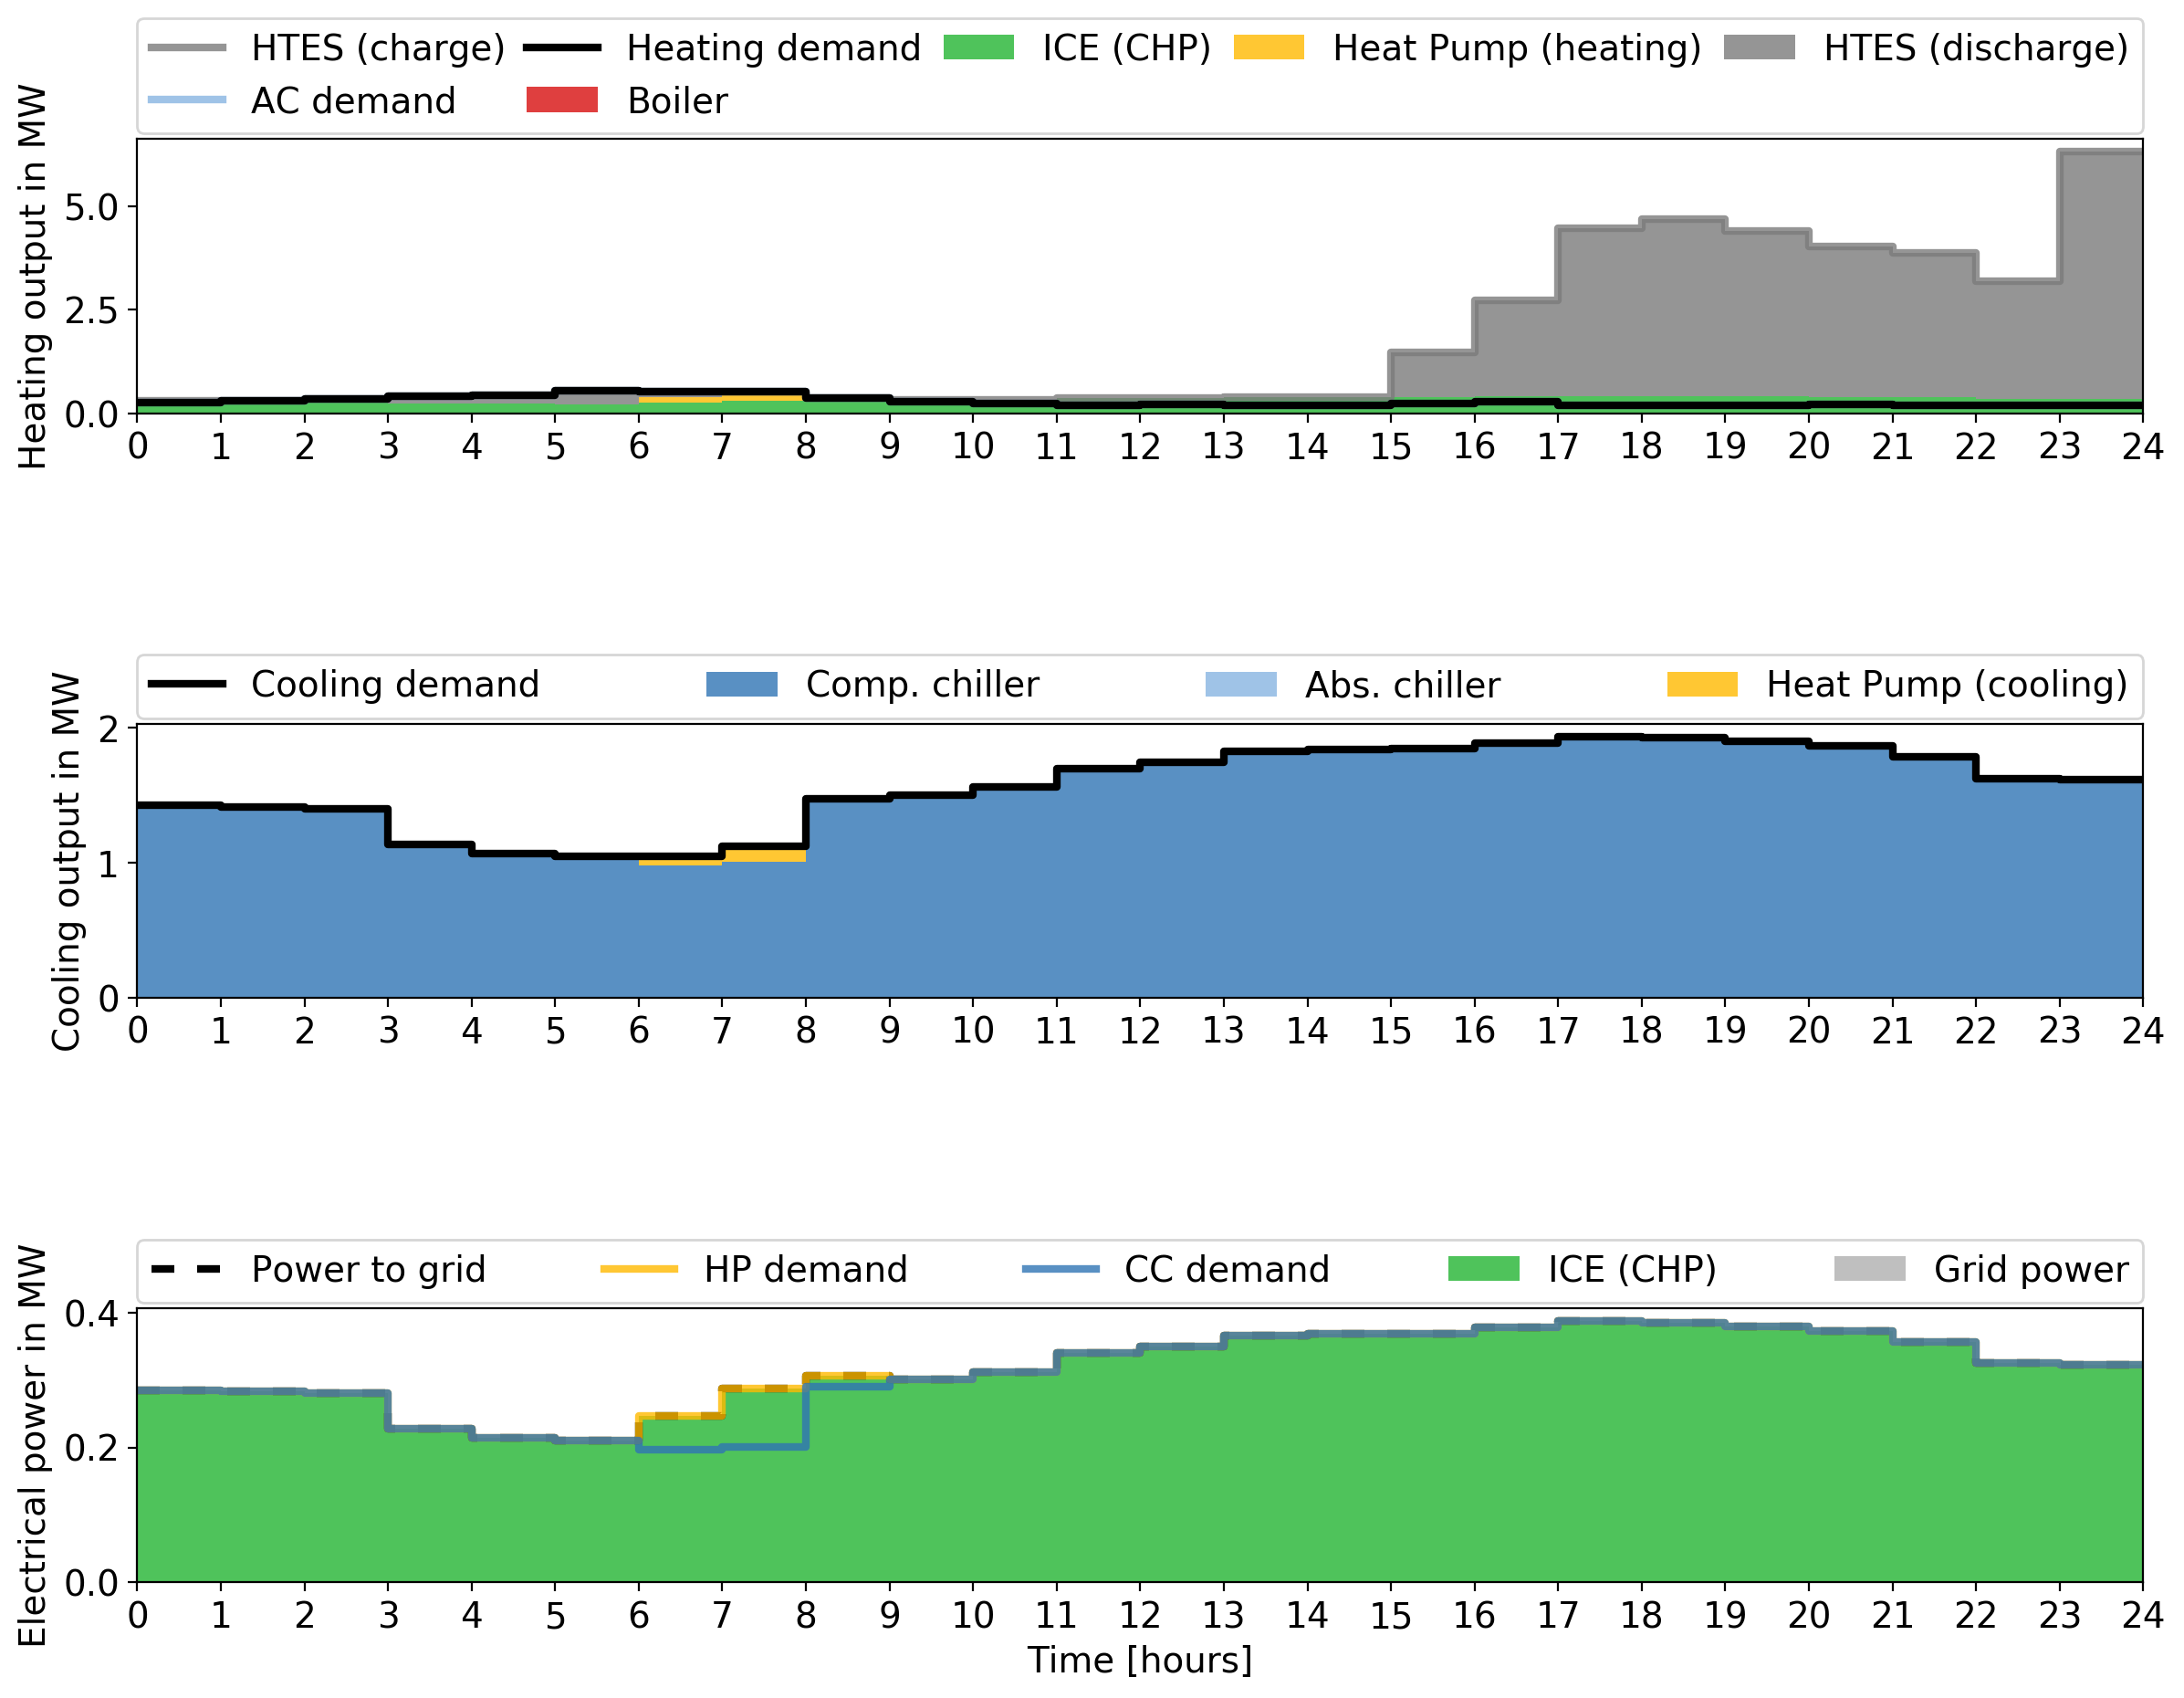 HTES (charge) Heating demand ICE (CHP) Heat Pump (heating) HTES (discharge)
AC demand Boiler
Heating output in MW
5.0
2.5
0.0
0 1 2 3 4 5 6 7 8 9 10 11 12 13 14 15 16 17 18 19 20 21 22 23 24
Cooling demand Comp. chiller Abs. chiller Heat Pump (cooling)
Cooling output in MW
2
1
0
0 1 2 3 4 5 6 7 8 9 10 11 12 13 14 15 16 17 18 19 20 21 22 23 24
Power to grid HP demand CC demand ICE (CHP) Grid power
Electrical power in MW
0.4
0.2
0.0
0 1 2 3 4 5 6 7 8 9 10 11 12 13 14 15 16 17 18 19 20 21 22 23 24
Time [hours]